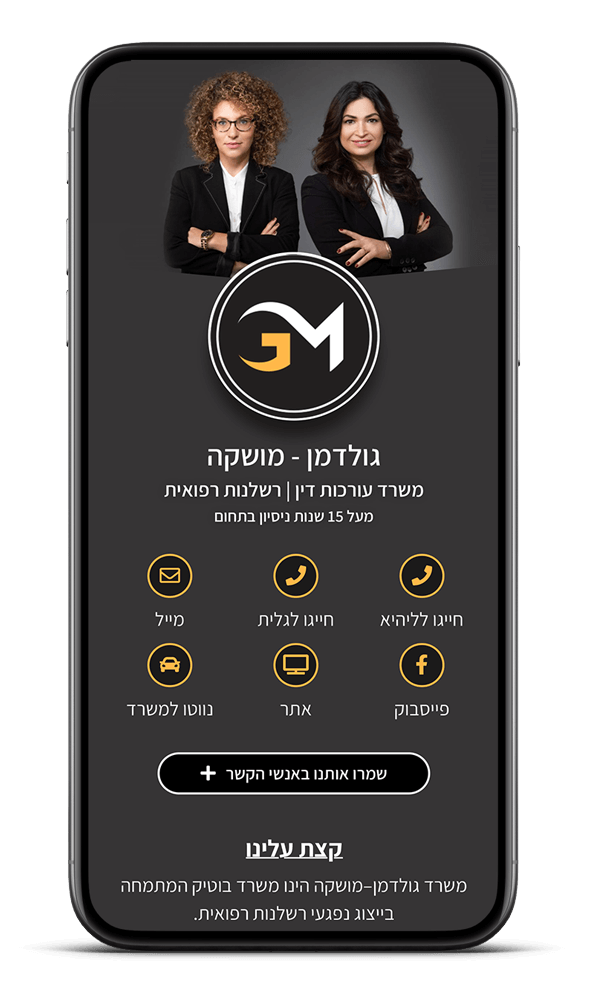 GM
גולדמן - מושקה
משרד עורכות דין | רשלנות רפואית
מעל 15 שנות ניסיון בתחום
חייגו לליהיא
חייגו לגלית
מייל
פייסבוק
אתר
נווטו למשרד
שמרו אותנו באנשי הקשר +
קצת עלינו
משרד גולדמן–מושקה הינו משרד בוטיק המתמחה
בייצוג נפגעי רשלנות רפואית.